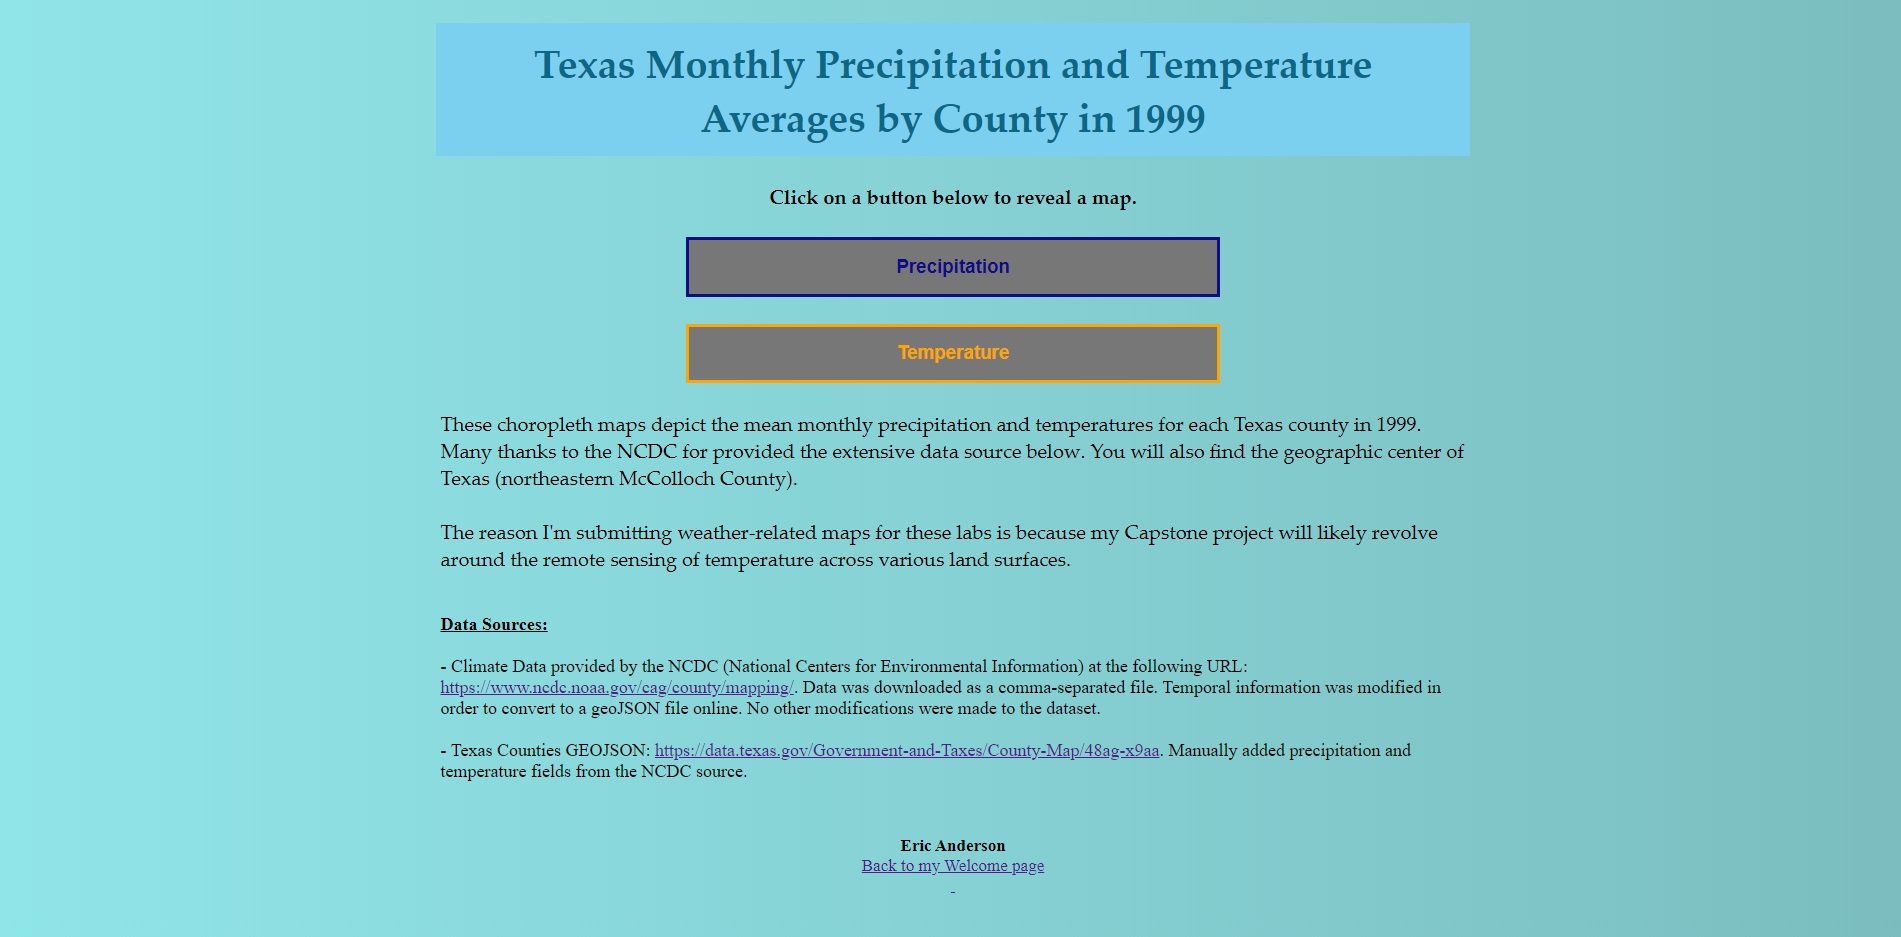 Texas Monthly Precipitation and Temperature
Averages by County in 1999
Click on a button below to reveal a map.
Precipitation
Temperature
These choropleth maps depict the mean monthly precipitation and temperatures for each Texas county in 1999.
Many thanks to the NCDC for provided the extensive data source below. You will also find the geographic center of
Texas (northeastern McColloch County).
The reason I'm submitting weather-related maps for these labs is because my Capstone project will likely revolve
around the remote sensing of temperature across various land surfaces.
Data Sources:
- Climate Data provided by the NCDC (National Centers for Environmental Information) at the following URL:
https://www.ncdc.noaa.gov/cag/county/mapping/. Data was downloaded as a comma-separated file. Temporal information was modified in
order to convert to a geoJSON file online. No other modifications were made to the dataset.
- Texas Counties GEOJSON: https://data.texas.gov/Government-and-Taxes/County-Map/48ag-x9aa. Manually added precipitation and
temperature fields from the NCDC source.
Eric Anderson
Back to my Welcome page
-